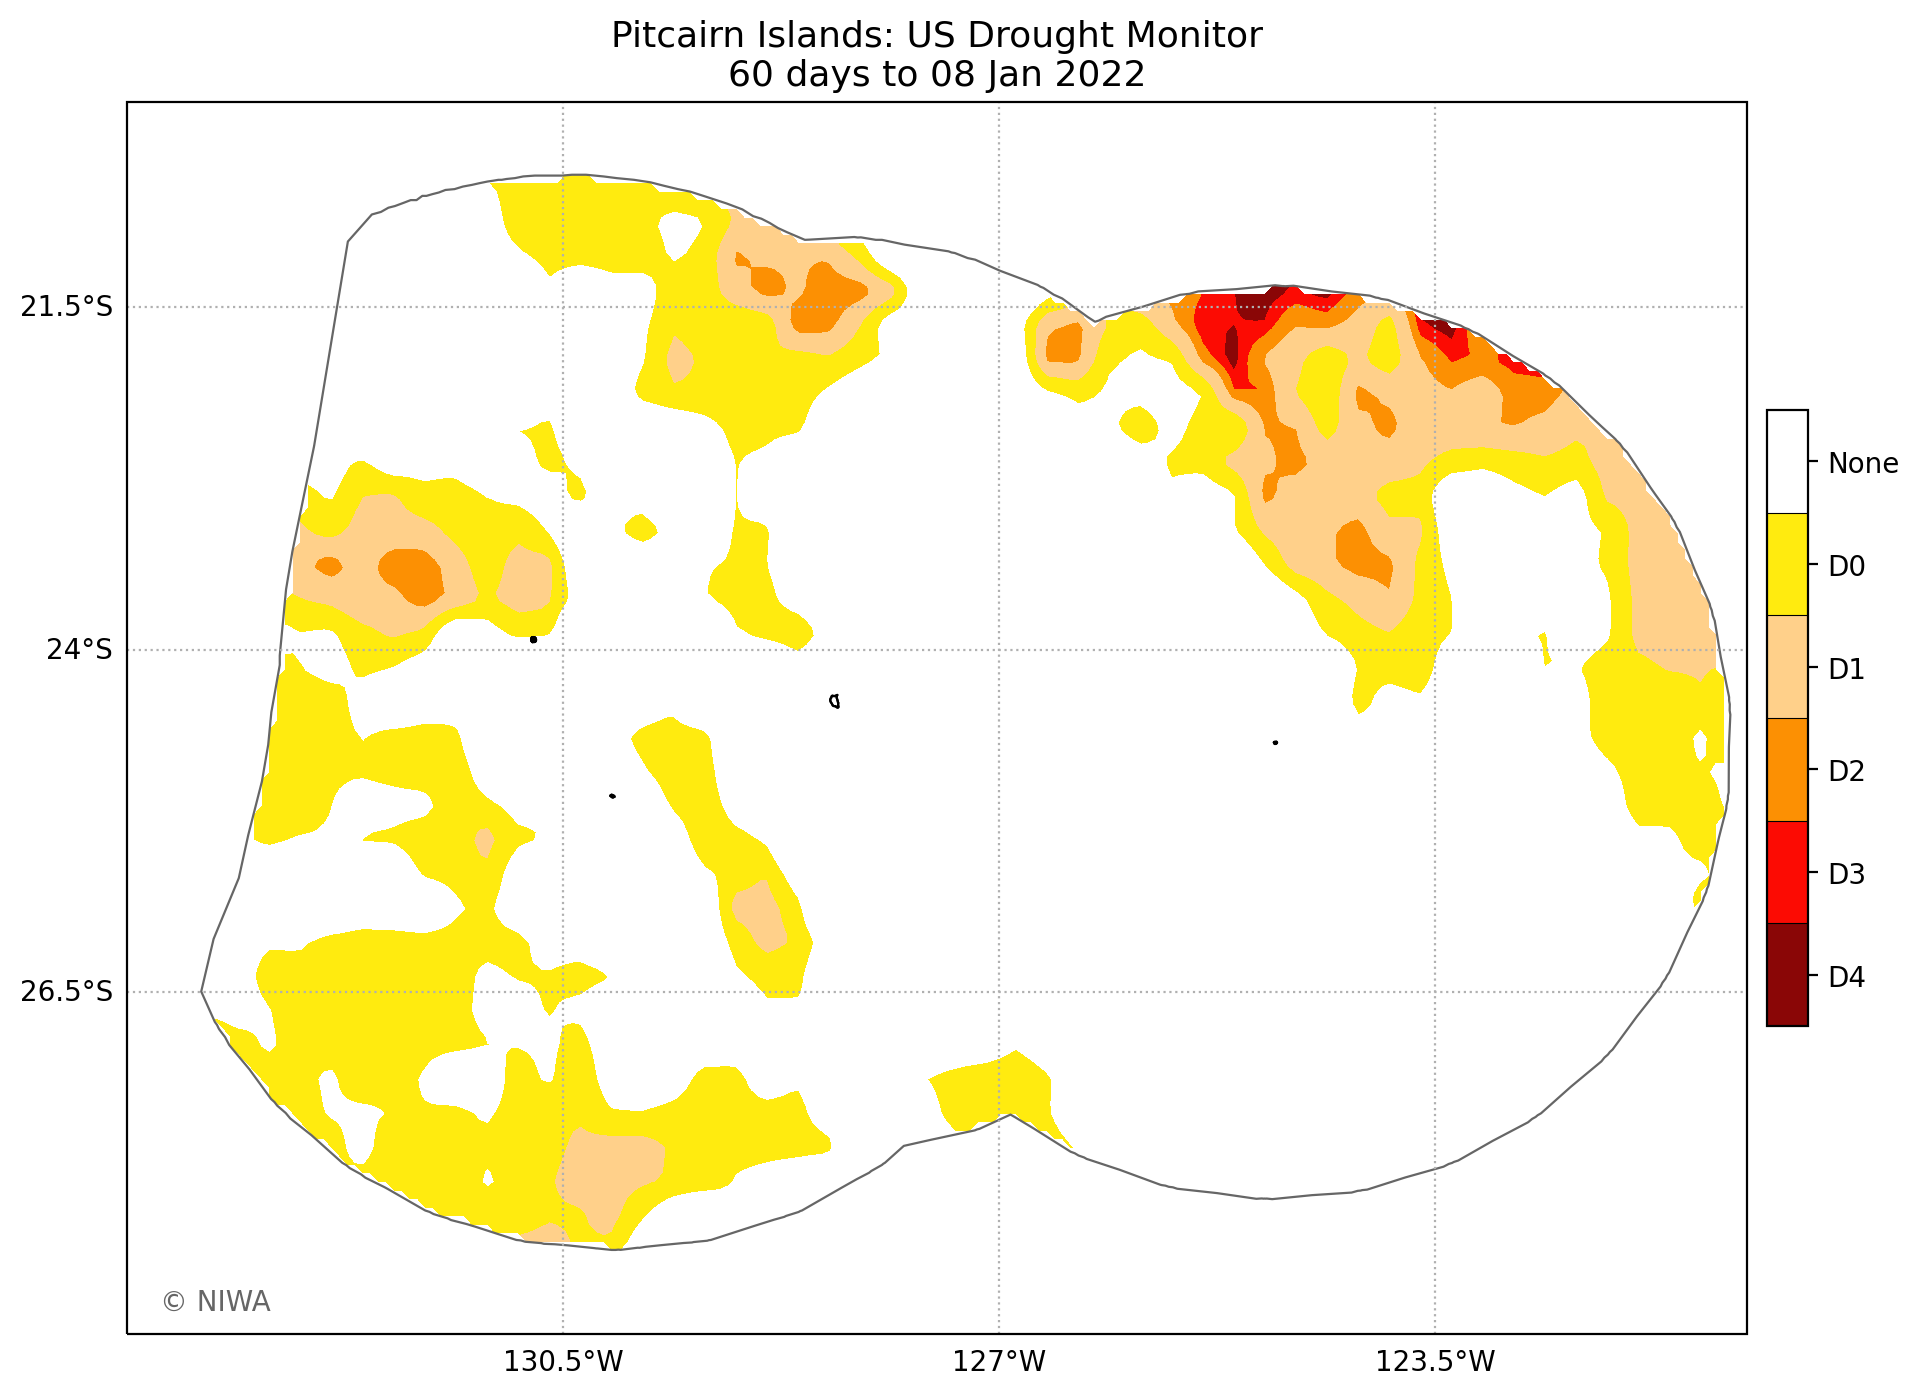 Pitcairn Islands: US Drought Monitor
60 days to 08 Jan 2022
21.5°S
24°S
26.5°S
130.5°W
127°W
123.5°W
None
D0
D1
D2
D3
D4
© NIWA